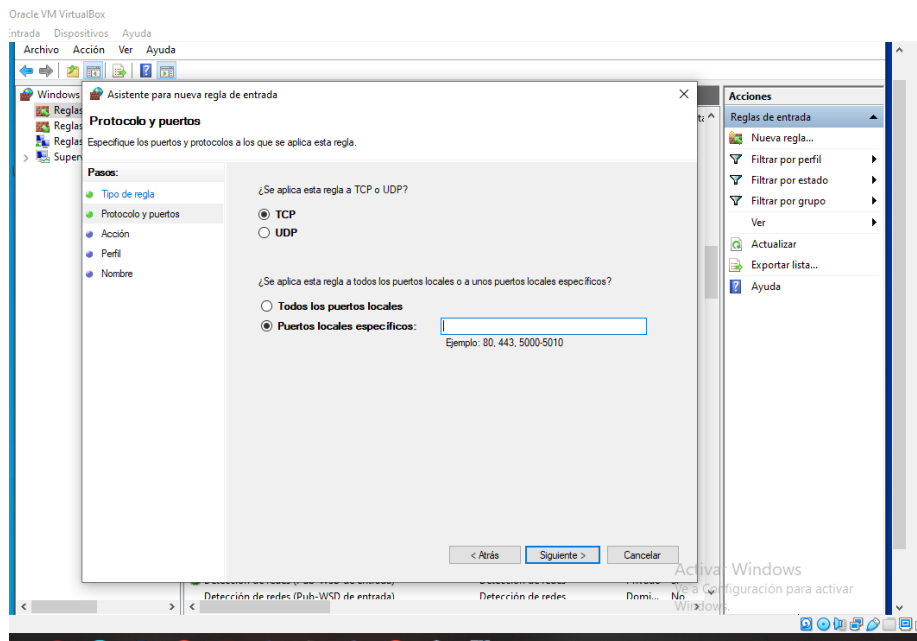 Oracle VM VirtualBox
Entrada Dispositivos Ayuda
Archivo Acción Ver Ayuda
Windows
Reglas
Reglas
Reglas
Superv
Asistente para nueva regla de entrada
Protocolo y puertos
Especifique los puertos y protocolos a los que se aplica esta regla.
Pasos:
Tipo de regla
Protocolo y puertos
Acción
Perfil
Nombre
¿Se aplica esta regla a TCP o UDP?
TCP
UDP
¿Se aplica esta regla a todos los puertos locales o a unos puertos locales específicos?
Todos los puertos locales
Puertos locales específicos:
Ejemplo: 80, 443, 5000-5010
< Atrás Siguiente > Cancelar
Acciones
Reglas de entrada
Nueva regla...
Filtrar por perfil
Filtrar por estado
Filtrar por grupo
Ver
Actualizar
Exportar lista...
Ayuda
Detección de redes (Pub-WSD de entrada) Detección de redes Domi... No
Activar Windows
Ve a Configuración para activar
Windows.